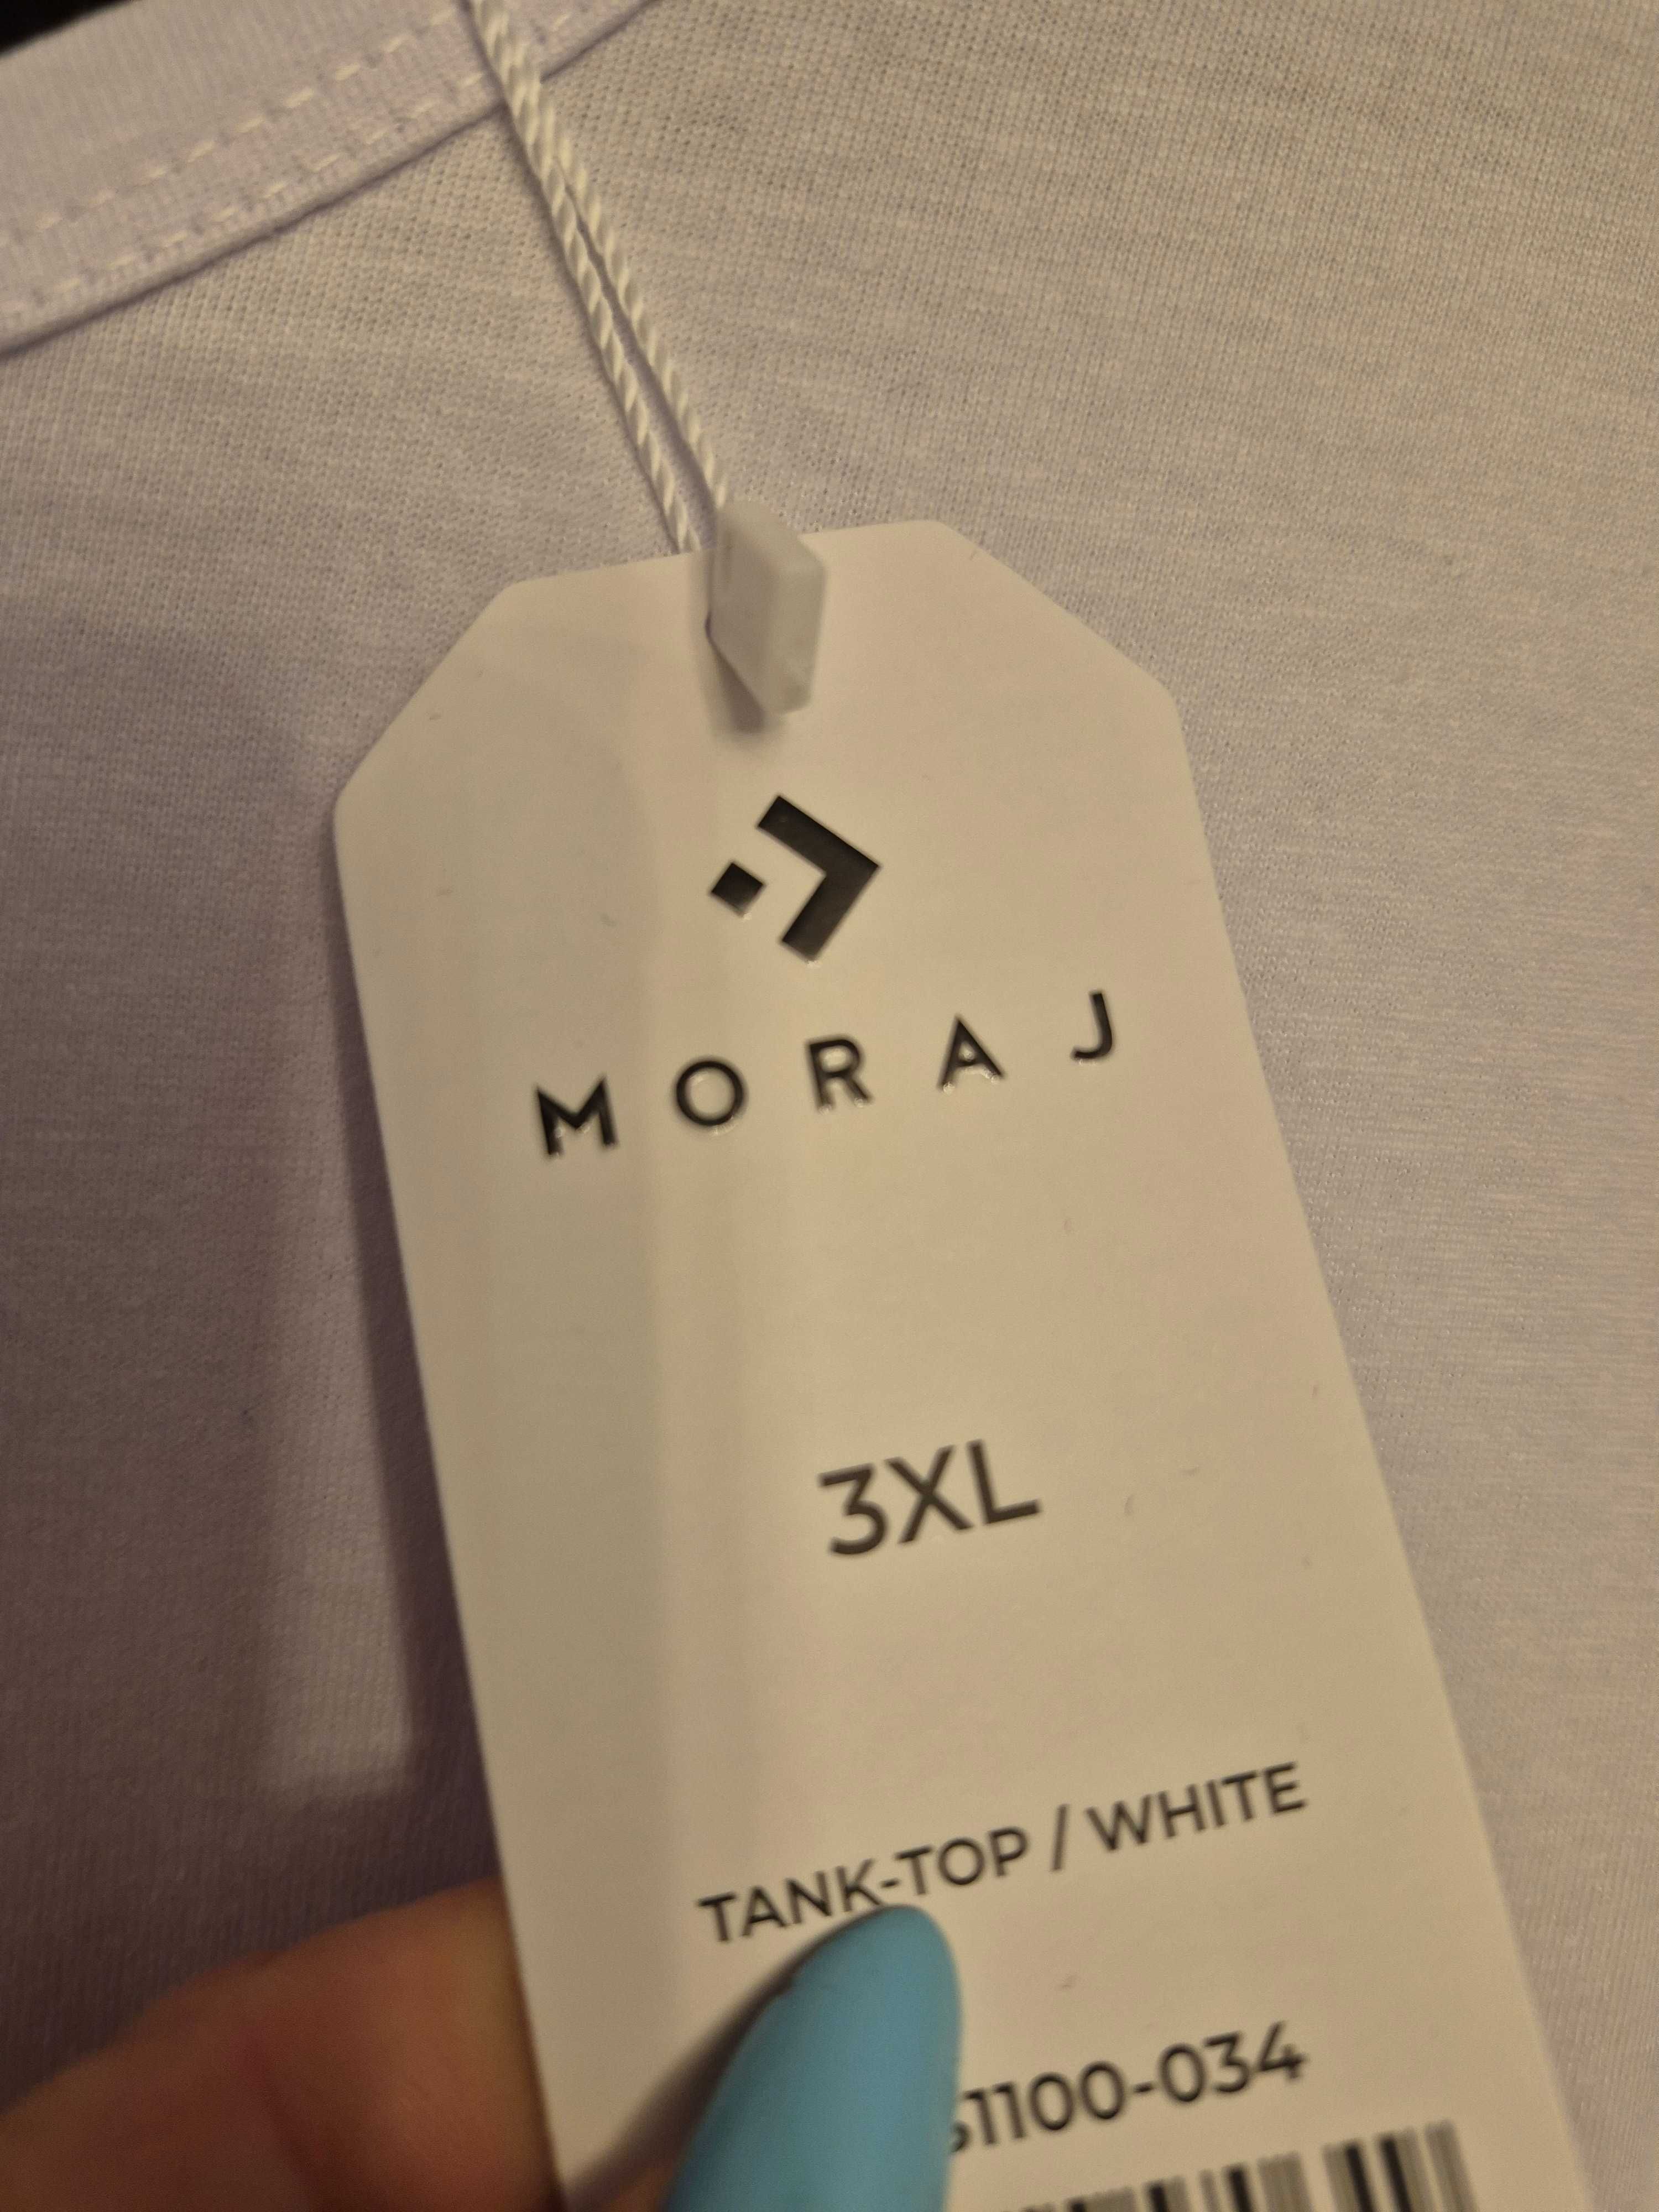 MORAJ
3XL
TANK-TOP / WHITE
1100-034